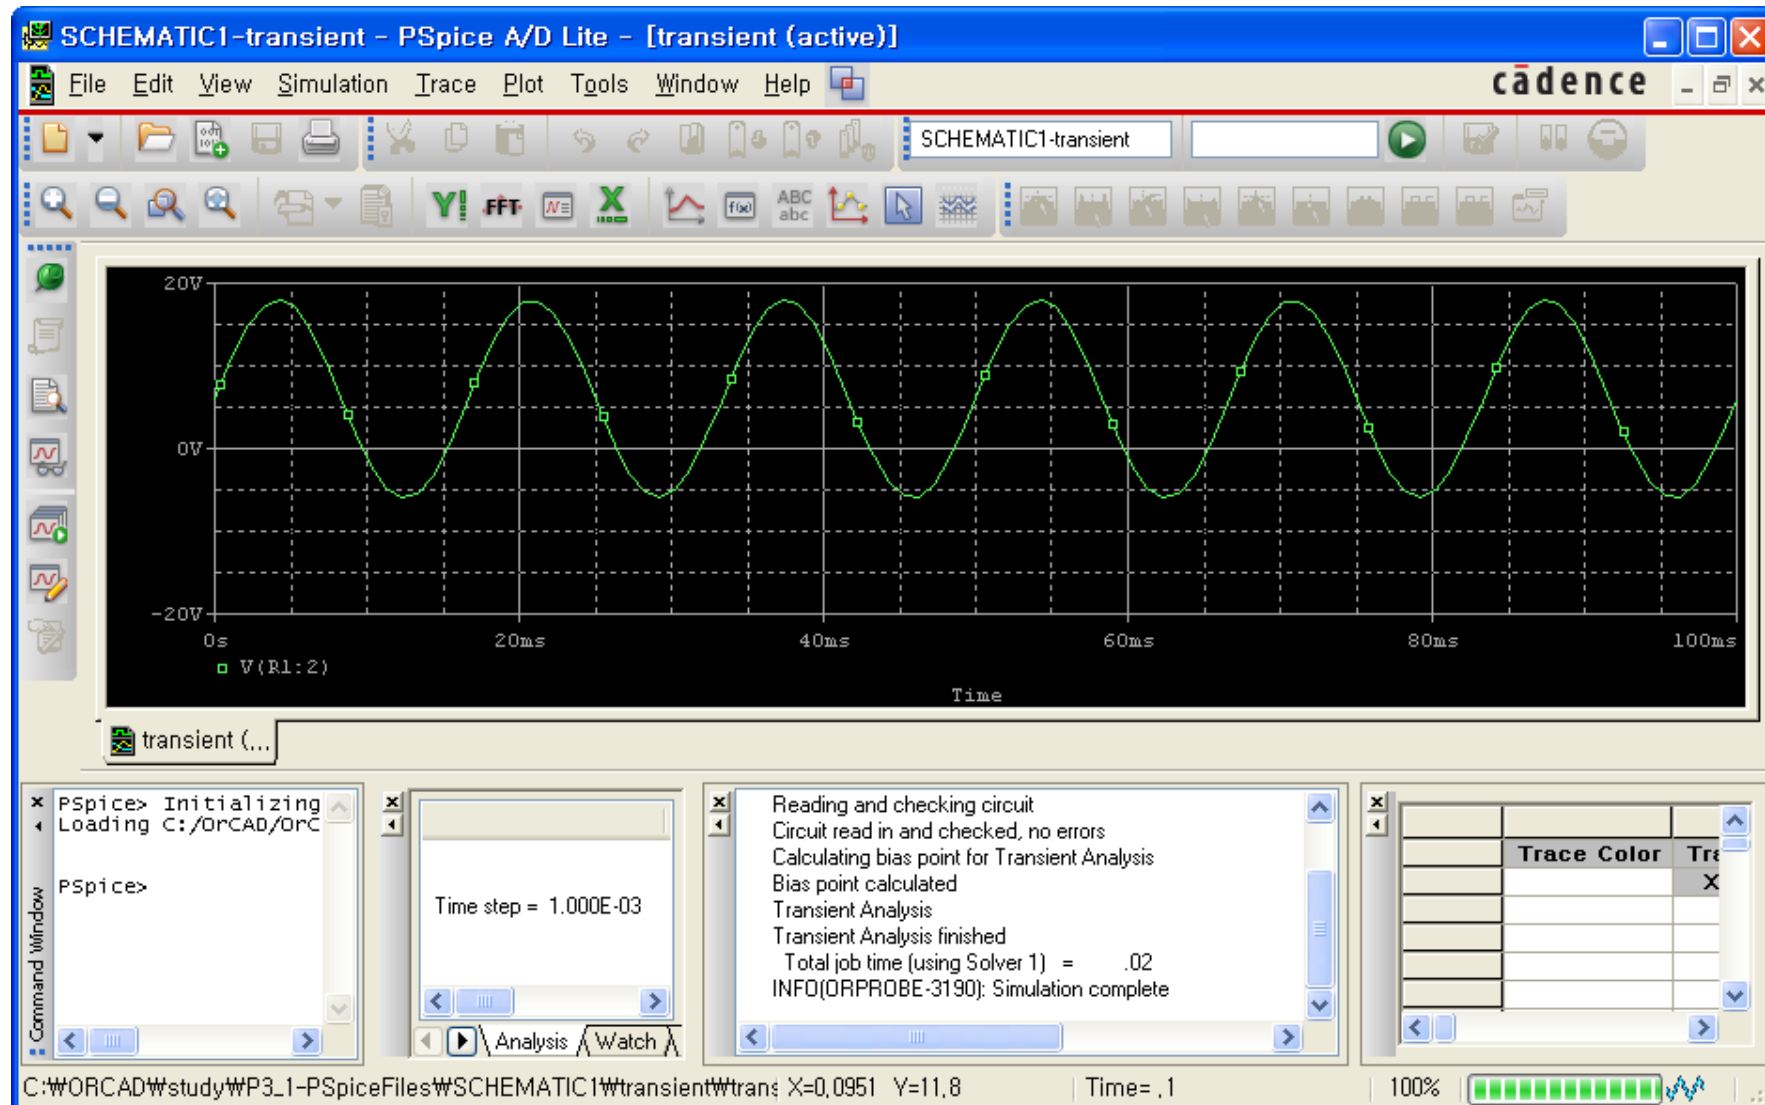 SCHEMATIC1-transient - PSpice A/D Lite - [transient (active)]
File Edit View Simulation Trace Plot Tools Window Help
cādence
SCHEMATIC1-transient
FFT
f(x)
ABC
abc
20V
0V
-20V
0s 20ms 40ms 60ms 80ms 100ms
V(R1:2)
Time
transient (...
Command Window
PSpice> Initializing
Loading C:/OrCAD/OrC
PSpice>
Time step = 1.000E-03
Analysis Watch
Reading and checking circuit
Circuit read in and checked, no errors
Calculating bias point for Transient Analysis
Bias point calculated
Transient Analysis
Transient Analysis finished
Total job time (using Solver 1) = .02
INFO(ORPROBE-3190): Simulation complete
Trace Color Tra
X
C:₩ORCAD₩study₩P3_1-PSpiceFiles₩SCHEMATIC1₩transient₩trans X=0,0951 Y=11,8 Time= ,1 100%